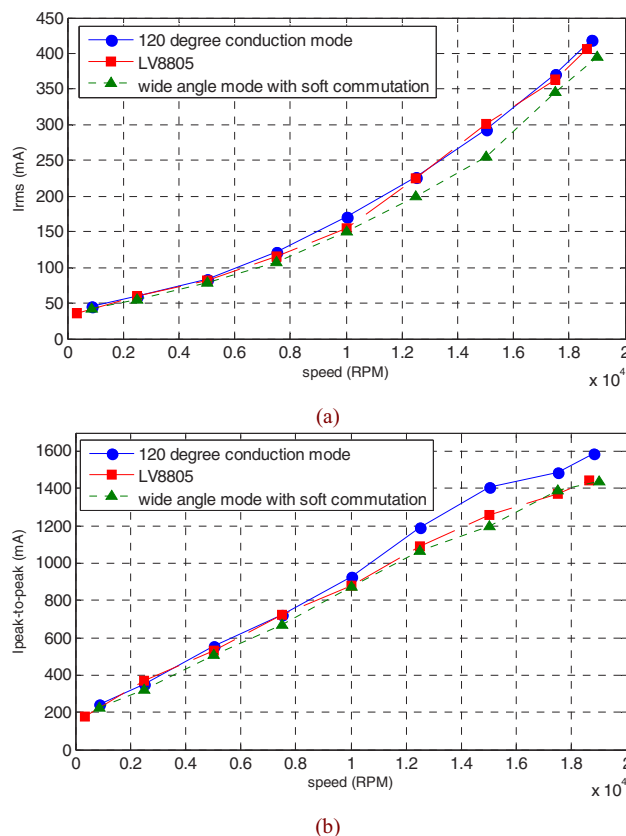 450
400
350
300
250
200
150
100
50
0
Irms (mA)
120 degree conduction mode
LV8805
wide angle mode with soft commutation
0 0.2 0.4 0.6 0.8 1 1.2 1.4 1.6 1.8 2
speed (RPM)
x 10^4
(a)
1600
1400
1200
1000
800
600
400
200
0
Ipeak-to-peak (mA)
120 degree conduction mode
LV8805
wide angle mode with soft commutation
0 0.2 0.4 0.6 0.8 1 1.2 1.4 1.6 1.8 2
speed (RPM)
x 10^4
(b)